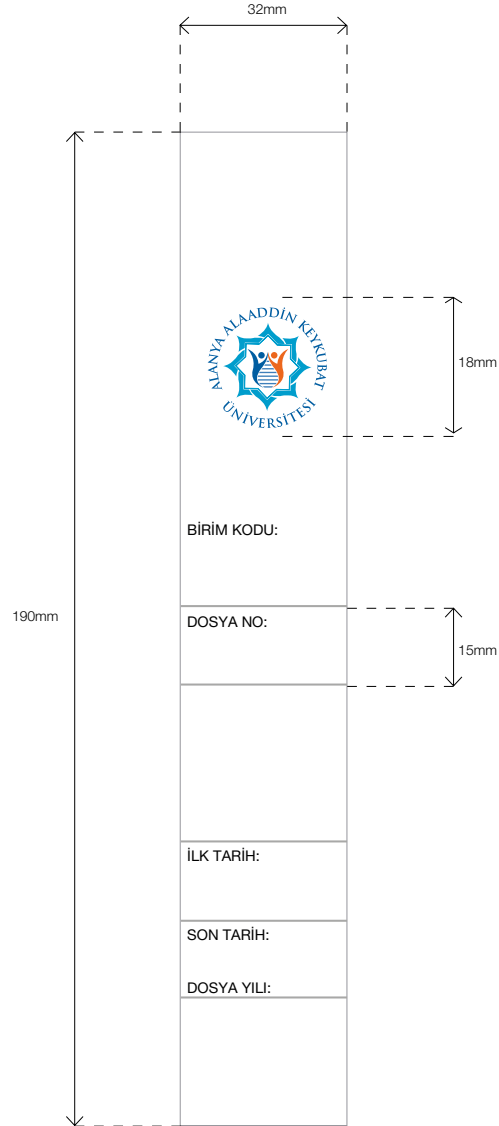 32mm
ALANYA ALAADDİN KEYKUBAT
ÜNİVERSİTESİ
18mm
BİRİM KODU:
190mm
DOSYA NO:
15mm
İLK TARİH:
SON TARİH:
DOSYA YILI: